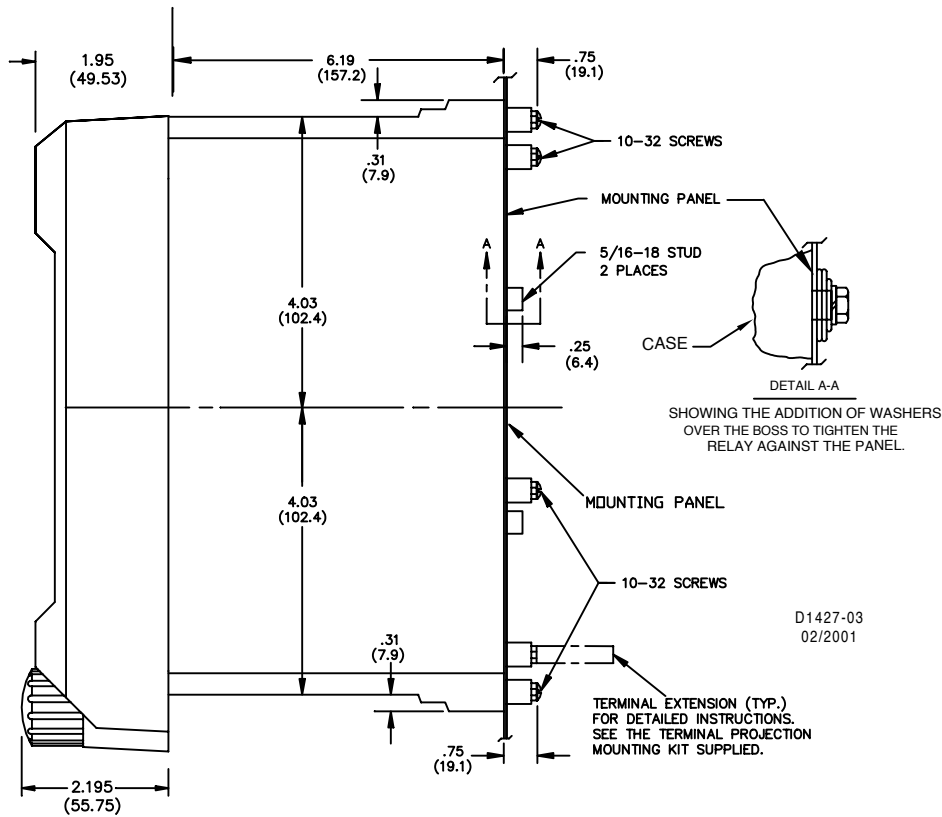 1.95
(49.53)
6.19
(157.2)
.75
(19.1)
.31
(7.9)
10-32 SCREWS
MOUNTING PANEL
A
A
5/16-18 STUD
2 PLACES
4.03
(102.4)
.25
(6.4)
CASE
DETAIL A-A
SHOWING THE ADDITION OF WASHERS
OVER THE BOSS TO TIGHTEN THE
RELAY AGAINST THE PANEL.
4.03
(102.4)
MOUNTING PANEL
10-32 SCREWS
D1427-03
02/2001
.31
(7.9)
TERMINAL EXTENSION (TYP.)
FOR DETAILED INSTRUCTIONS.
SEE THE TERMINAL PROJECTION
MOUNTING KIT SUPPLIED.
.75
(19.1)
2.195
(55.75)